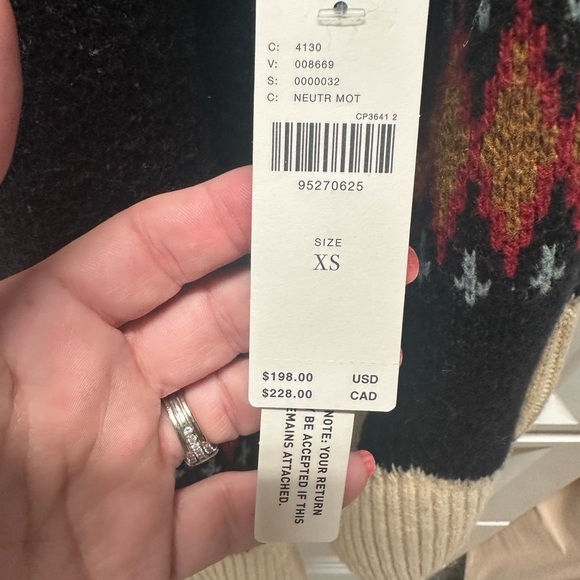 C: 4130
V: 008669
S: 0000032
C: NEUTR MOT
CP3641 2
95270625
SIZE
XS
$198.00 USD
$228.00 CAD
NOTE: YOUR RETURN
BE ACCEPTED IF THIS
REMAINS ATTACHED.